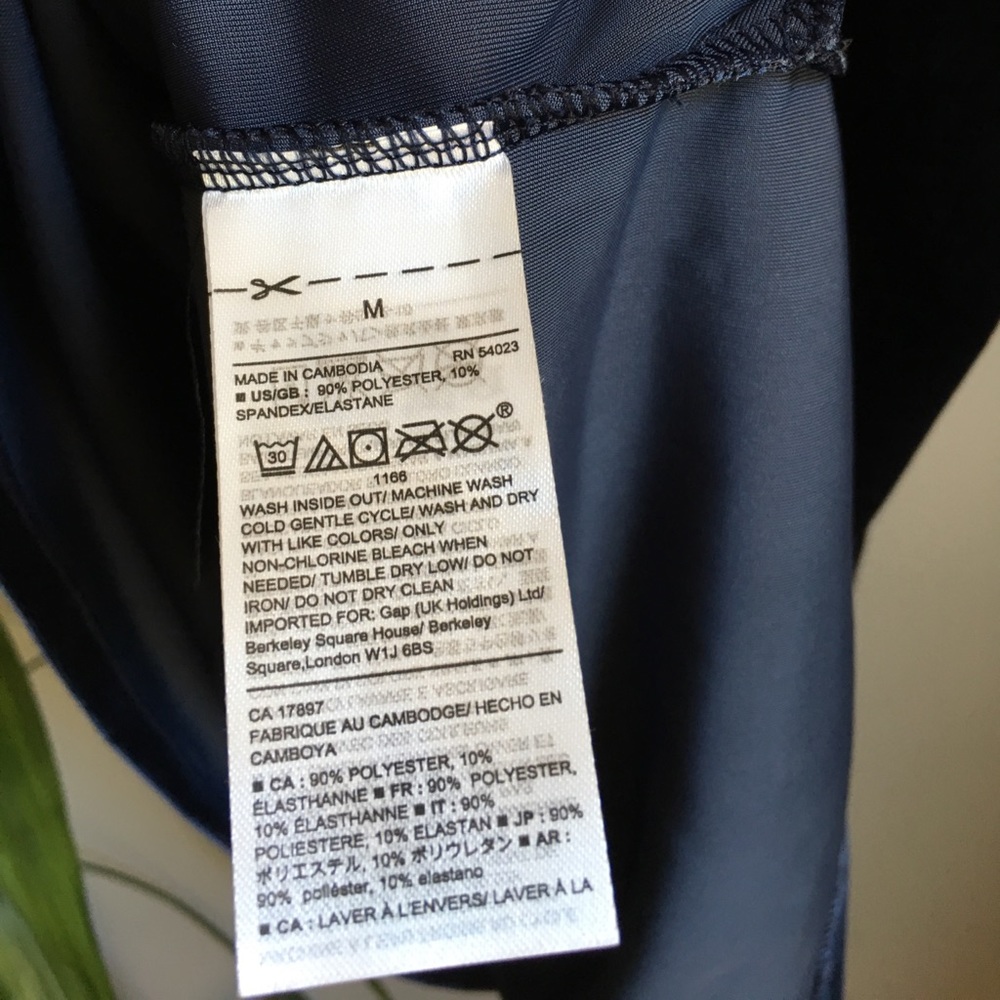 M
MADE IN CAMBODIA RN 54023
■ US/GB : 90% POLYESTER, 10%
SPANDEX/ELASTANE
30 ®
1166
WASH INSIDE OUT/ MACHINE WASH
COLD GENTLE CYCLE/ WASH AND DRY
WITH LIKE COLORS/ ONLY
NON-CHLORINE BLEACH WHEN
NEEDED/ TUMBLE DRY LOW/ DO NOT
IRON/ DO NOT DRY CLEAN
IMPORTED FOR: Gap (UK Holdings) Ltd/
Berkeley Square House/ Berkeley
Square,London W1J 6BS
CA 17897
FABRIQUE AU CAMBODGE/ HECHO EN
CAMBOYA
■ CA : 90% POLYESTER, 10%
ÉLASTHANNE ■ FR : 90% POLYESTER,
10% ÉLASTHANNE ■ IT : 90%
POLIESTERE, 10% ELASTAN ■ JP : 90%
ポリエステル, 10% ポリウレタン ■ AR :
90% poliéster, 10% elastano
■ CA : LAVER À L'ENVERS/ LAVER À LA